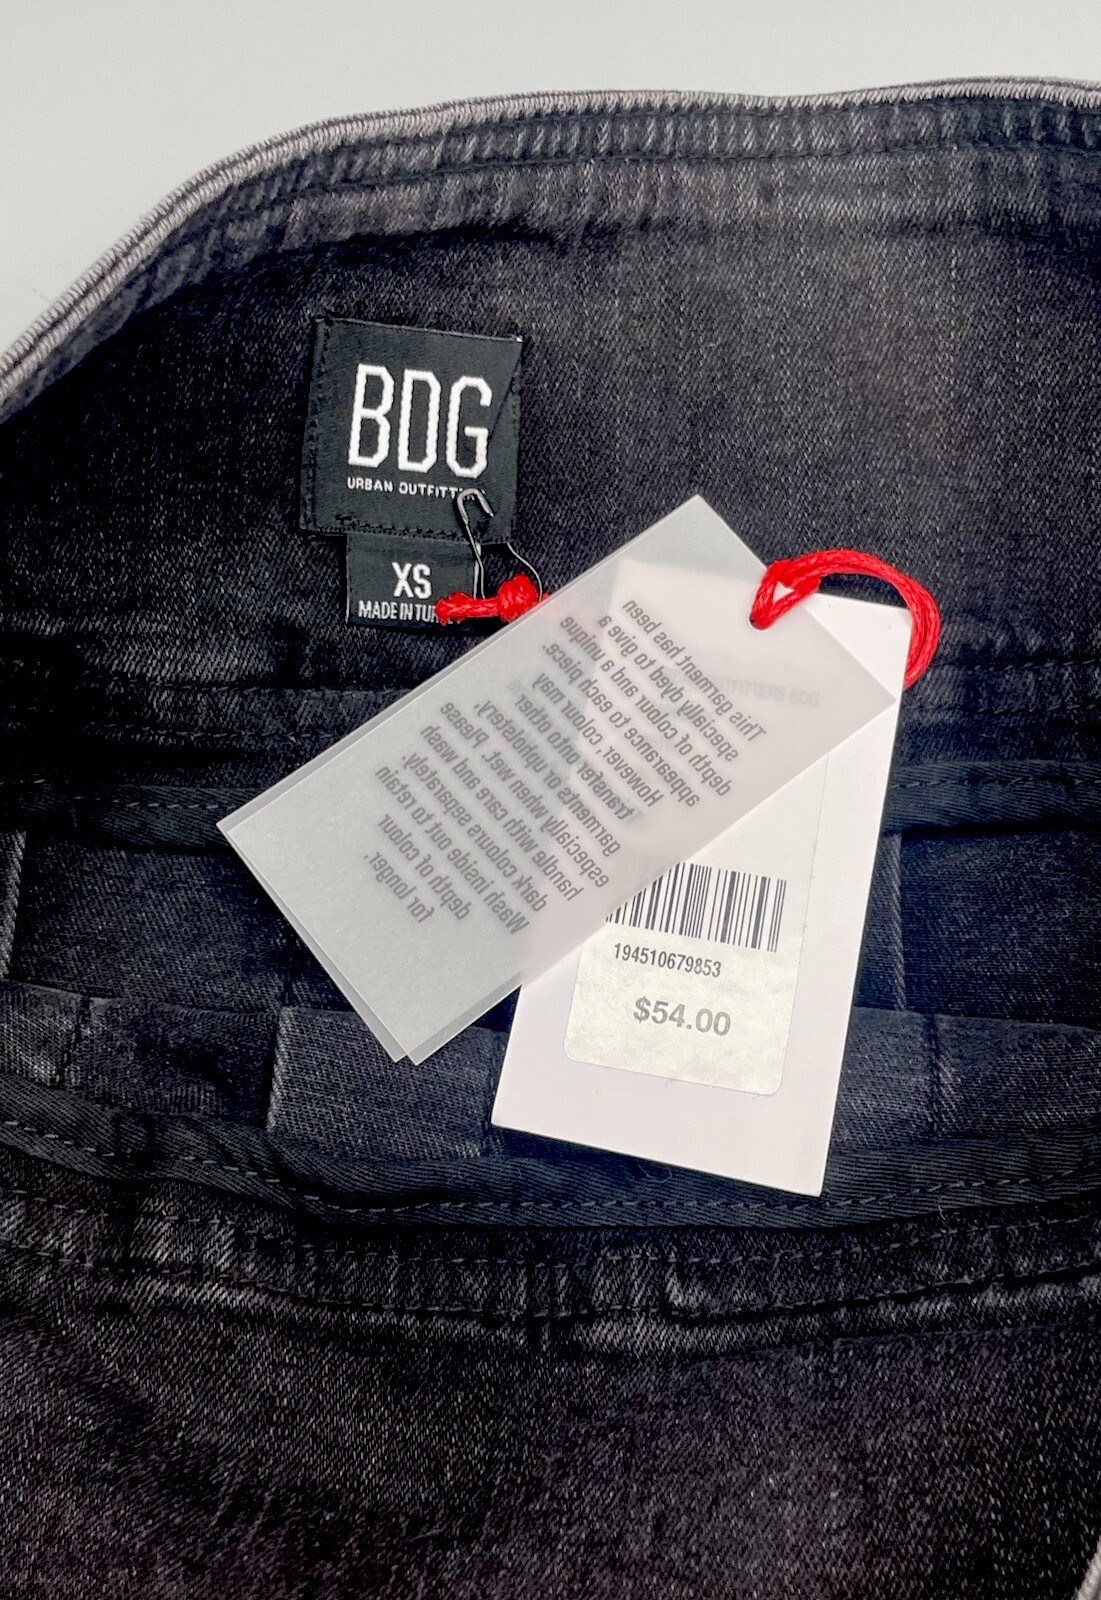 BDG
URBAN OUTFITT
XS
MADE IN TUR
This garment has been
specially dyed to give a
depth of colour and a unique
appearance to each piece.
However, colour may
transfer onto other
garments or upholstery,
especially when wet. Please
handle with care and wash
dark colours separately.
Wash inside out to retain
depth of colour
for longer.
TFITTERS BDG
194510679853
$54.00